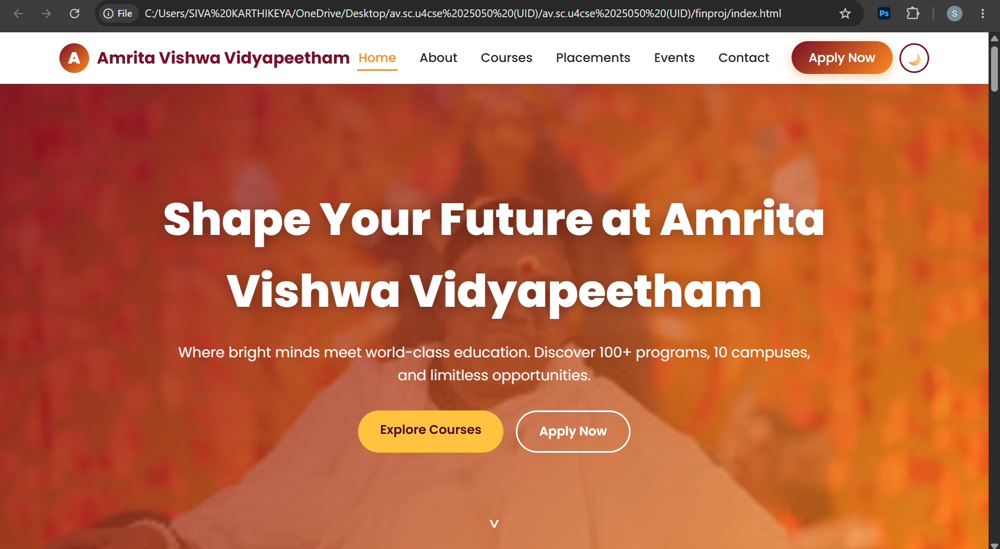 File
C:/Users/SIVA%20KARTHIKEYA/OneDrive/Desktop/av.sc.u4cse%2025050%20(UID)/av.sc.u4cse%2025050%20(UID)/finproj/index.html
Ps
S
A
Amrita Vishwa Vidyapeetham
Home
About
Courses
Placements
Events
Contact
Apply Now
Shape Your Future at Amrita
Vishwa Vidyapeetham
Where bright minds meet world-class education. Discover 100+ programs, 10 campuses,
and limitless opportunities.
Explore Courses
Apply Now
v